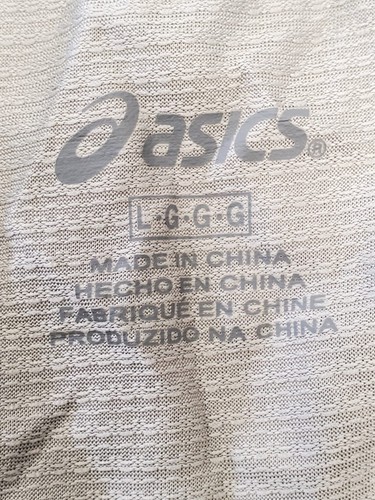 asics®
L·G·G·G
MADE IN CHINA
HECHO EN CHINA
FABRIQUÉ EN CHINE
PRODUZIDO NA CHINA